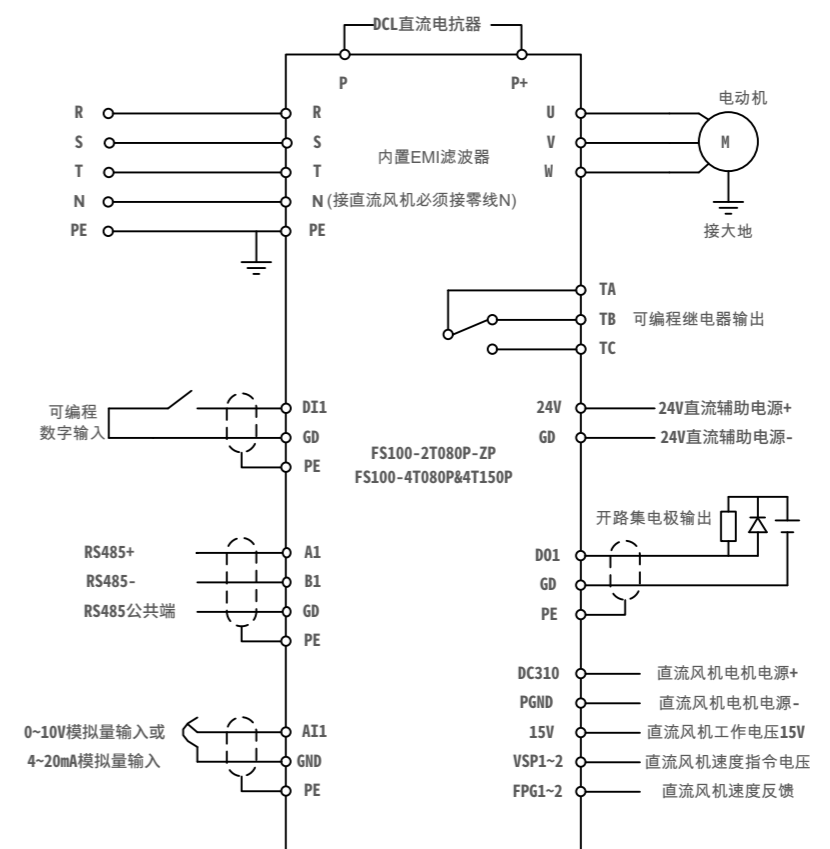 DCL直流电抗器
P P+
电动机
R R U
S S V M
内置EMI滤波器
T T W
N N(接直流风机必须接零线N)
PE PE 接大地
TA
TB 可编程继电器输出
TC
可编程 DI1 24V 24V直流辅助电源+
数字输入 GD GD 24V直流辅助电源-
PE
FS100-2T080P-ZP
FS100-4T080P&4T150P
开路集电极输出
RS485+ A1 DO1
RS485- B1 GD
RS485公共端 GD PE
PE
DC310 直流风机电机电源+
PGND 直流风机电机电源-
0~10V模拟量输入或 AI1 15V 直流风机工作电压15V
4~20mA模拟量输入 GND VSP1~2 直流风机速度指令电压
PE FPG1~2 直流风机速度反馈